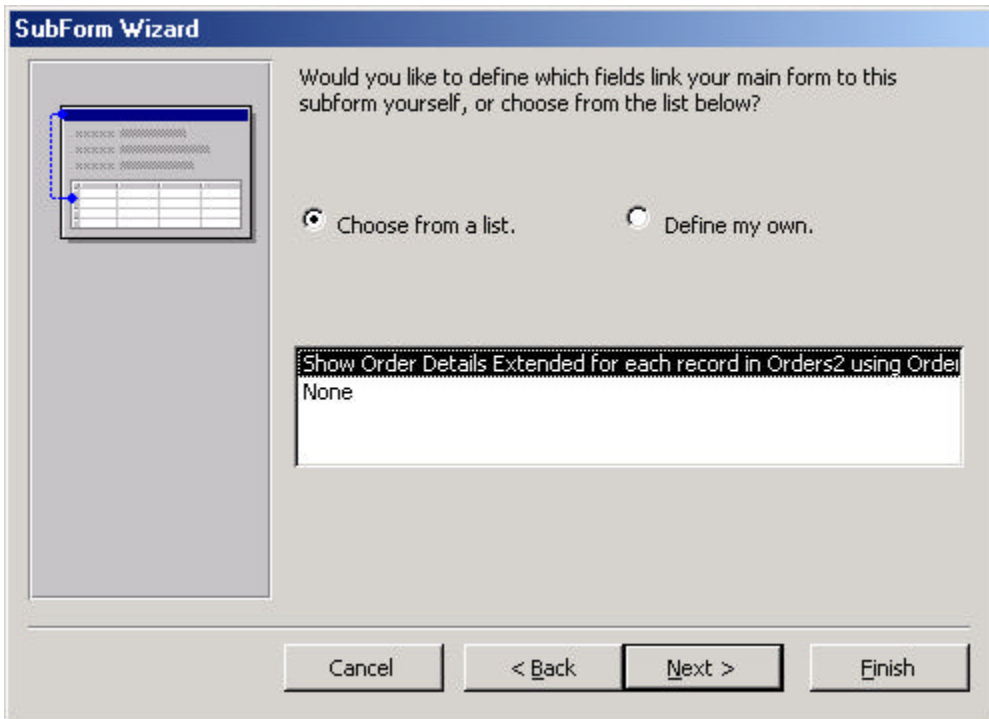 SubForm Wizard
Would you like to define which fields link your main form to this
subform yourself, or choose from the list below?
Choose from a list.
Define my own.
Show Order Details Extended for each record in Orders2 using Order
None
Cancel
< Back
Next >
Finish